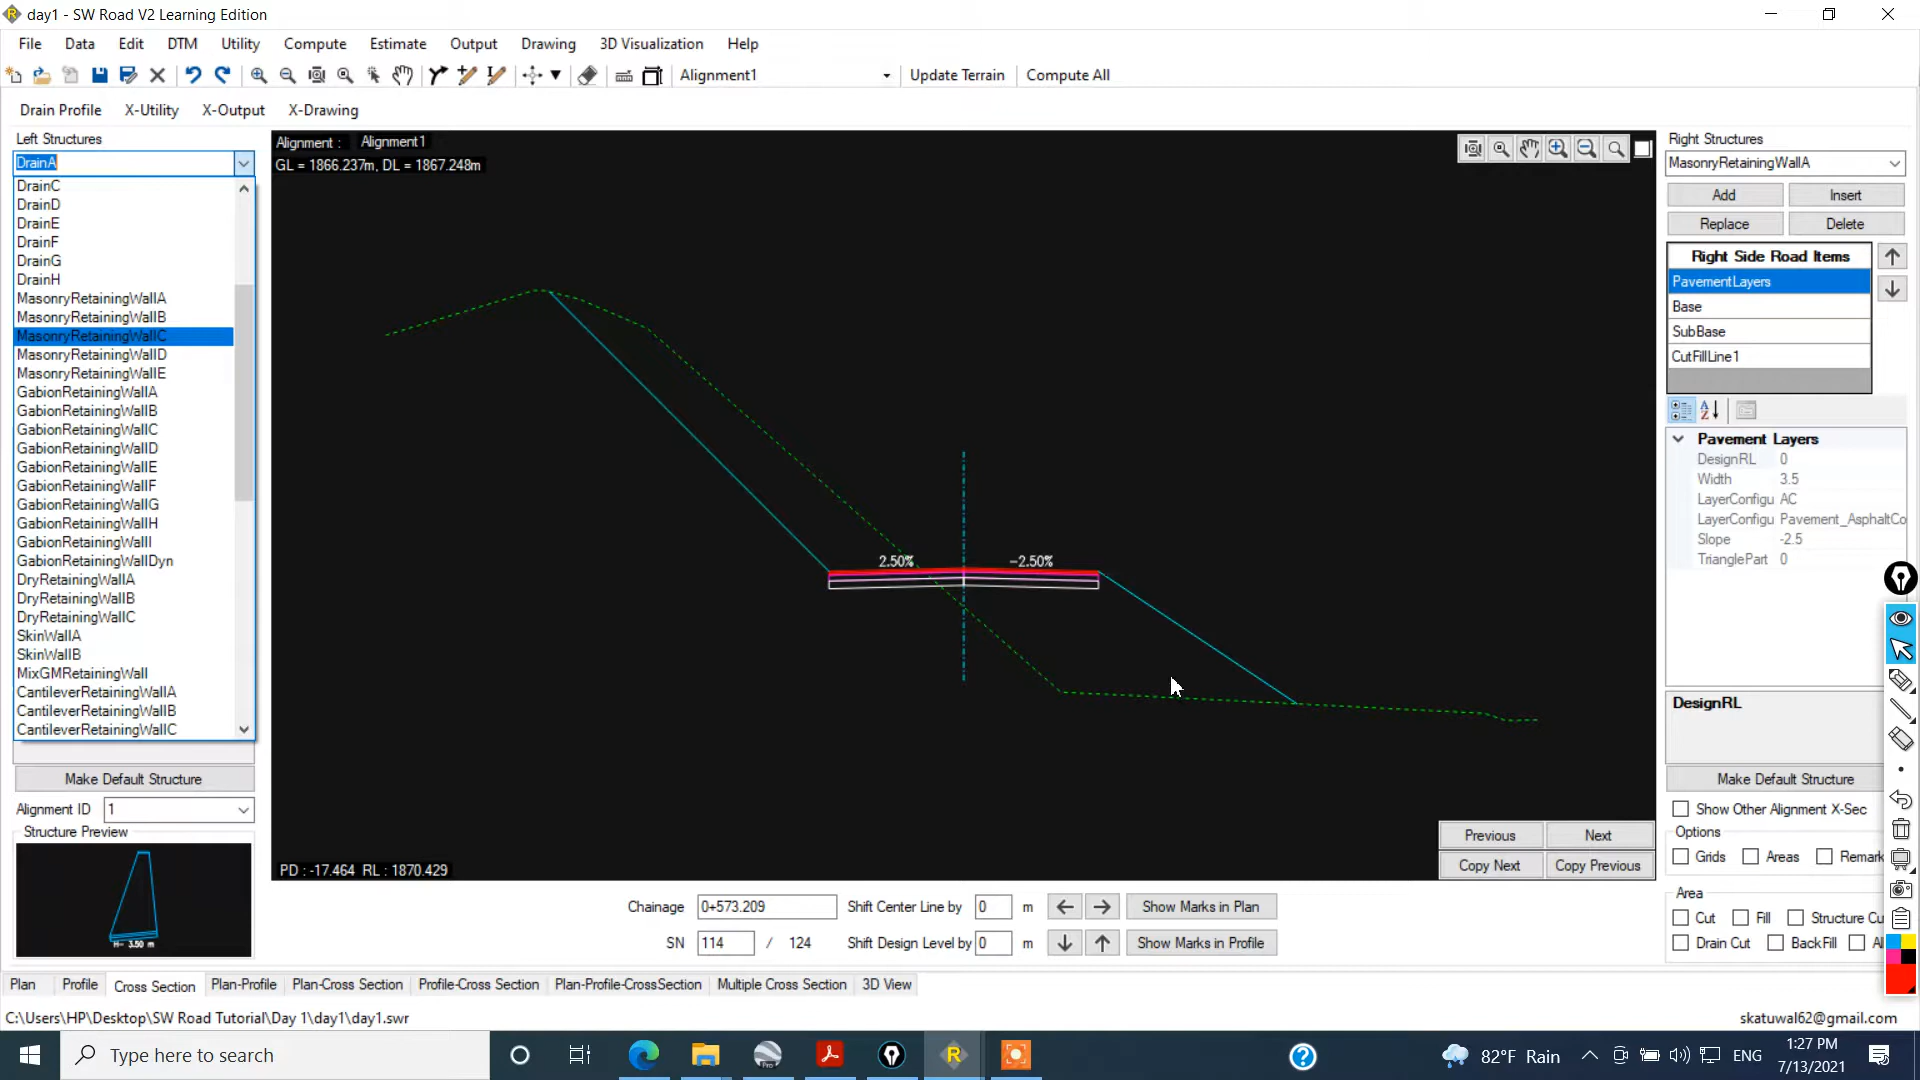 day1 - SW Road V2 Learning Edition
File Data Edit DTM Utility Compute Estimate Output Drawing 3D Visualization Help
Alignment1 Update Terrain Compute All
Drain Profile X-Utility X-Output X-Drawing
Left Structures
DrainA
DrainC
DrainD
DrainE
DrainF
DrainG
DrainH
MasonryRetainingWallA
MasonryRetainingWallB
MasonryRetainingWallC
MasonryRetainingWallD
MasonryRetainingWallE
GabionRetainingWallA
GabionRetainingWallB
GabionRetainingWallC
GabionRetainingWallD
GabionRetainingWallE
GabionRetainingWallF
GabionRetainingWallG
GabionRetainingWallH
GabionRetainingWallI
GabionRetainingWallDyn
DryRetainingWallA
DryRetainingWallB
DryRetainingWallC
SkinWallA
SkinWallB
MixGMRetainingWall
CantileverRetainingWallA
CantileverRetainingWallB
CantileverRetainingWallC
Make Default Structure
Alignment ID 1
Structure Preview
H= 3.50 m
Alignment : Alignment1
GL = 1866.237m, DL = 1867.248m
2.50% -2.50%
PD : -17.464 RL : 1870.429
Previous Next
Copy Next Copy Previous
Right Structures
MasonryRetainingWallA
Add Insert
Replace Delete
Right Side Road Items
PavementLayers
Base
SubBase
CutFillLine1
Pavement Layers
DesignRL 0
Width 3.5
LayerConfigu AC
LayerConfigu Pavement_AsphaltCo
Slope -2.5
TrianglePart 0
DesignRL
Make Default Structure
Show Other Alignment X-Sec
Options
Grids Areas Remark
Area
Cut Fill Structure Cu
Drain Cut BackFill Al
Chainage 0+573.209 Shift Center Line by 0 m Show Marks in Plan
SN 114 / 124 Shift Design Level by 0 m Show Marks in Profile
Plan Profile Cross Section Plan-Profile Plan-Cross Section Profile-Cross Section Plan-Profile-CrossSection Multiple Cross Section 3D View
C:\Users\HP\Desktop\SW Road Tutorial\Day 1\day1\day1.swr
skatuwal62@gmail.com
Type here to search
82°F Rain
ENG
1:27 PM
7/13/2021